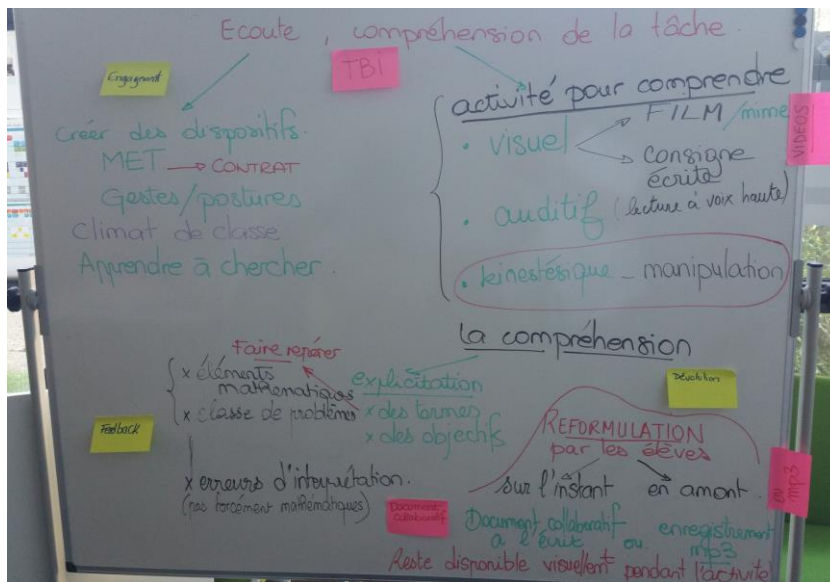 Ecoute, compréhension de la tâche.
Engageant
TBI
Créer des dispositifs.
MET → CONTRAT
Gestes/postures
Climat de classe
Apprendre à chercher.
activité pour comprendre
• visuel
FILM /mime
consigne
écrite
• auditif (lecture à voix haute)
• kinestésique - manipulation
VIDEOS
La compréhension
Faire repérer
x éléments
mathématiques
x classe de problèmes
x erreurs d'interprétation.
(pas forcément mathématiques)
Feedback
explicitation
x des termes
x des objectifs
Dévolution
REFORMULATION
par les élèves
sur l'instant en amont.
Document
collaboratif
ou mp3
Document collaboratif
à l'écrit ou enregistrement
mp3
Reste disponible visuellement pendant l'activité